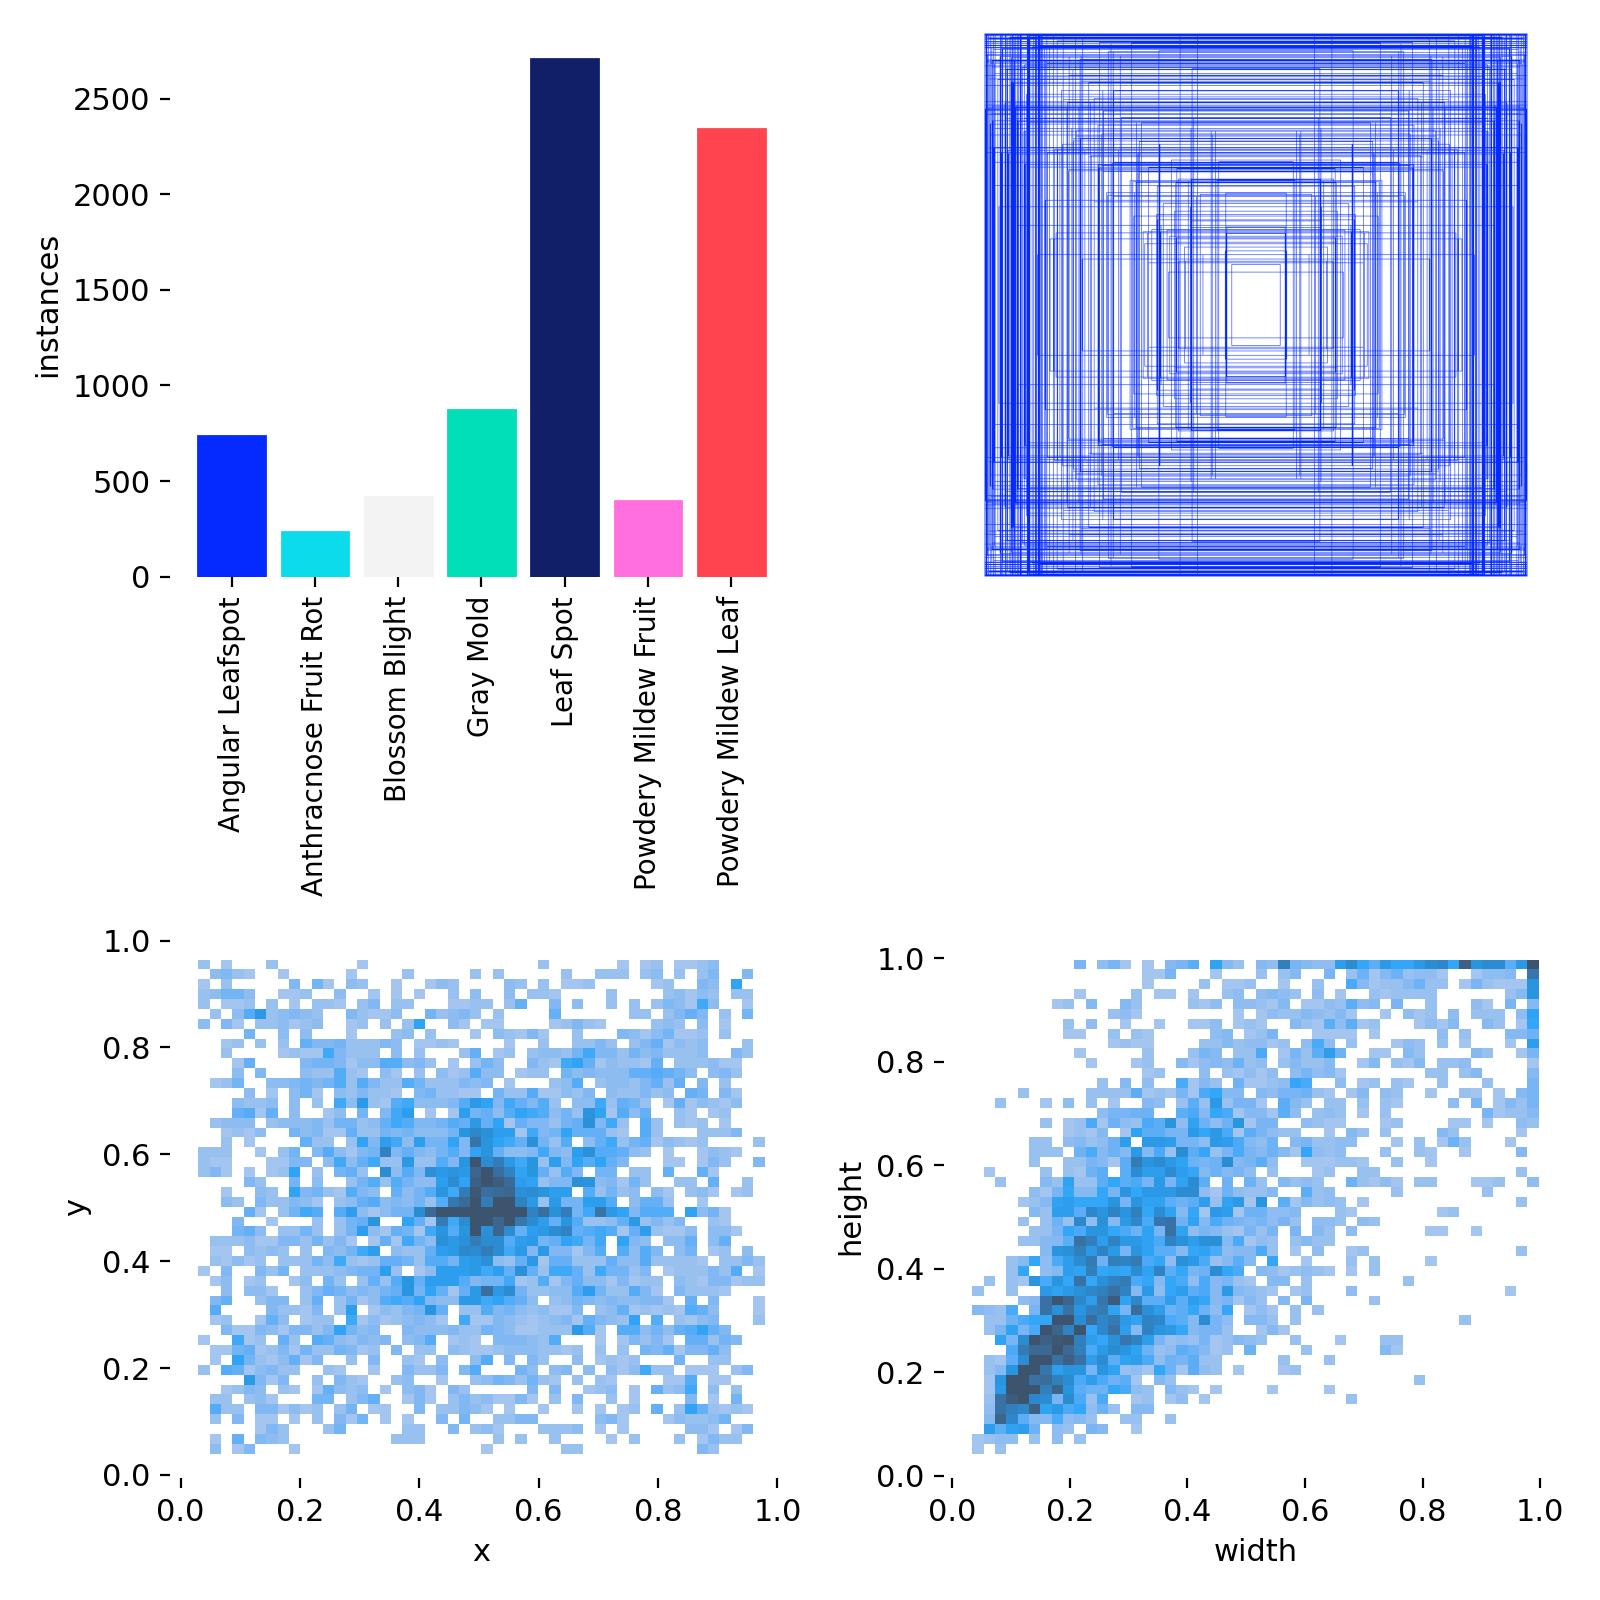 instances
2500
2000
1500
1000
500
0
Angular Leafspot
Anthracnose Fruit Rot
Blossom Blight
Gray Mold
Leaf Spot
Powdery Mildew Fruit
Powdery Mildew Leaf
y
1.0
0.8
0.6
0.4
0.2
0.0
0.0 0.2 0.4 0.6 0.8 1.0
x
height
1.0
0.8
0.6
0.4
0.2
0.0
0.0 0.2 0.4 0.6 0.8 1.0
width